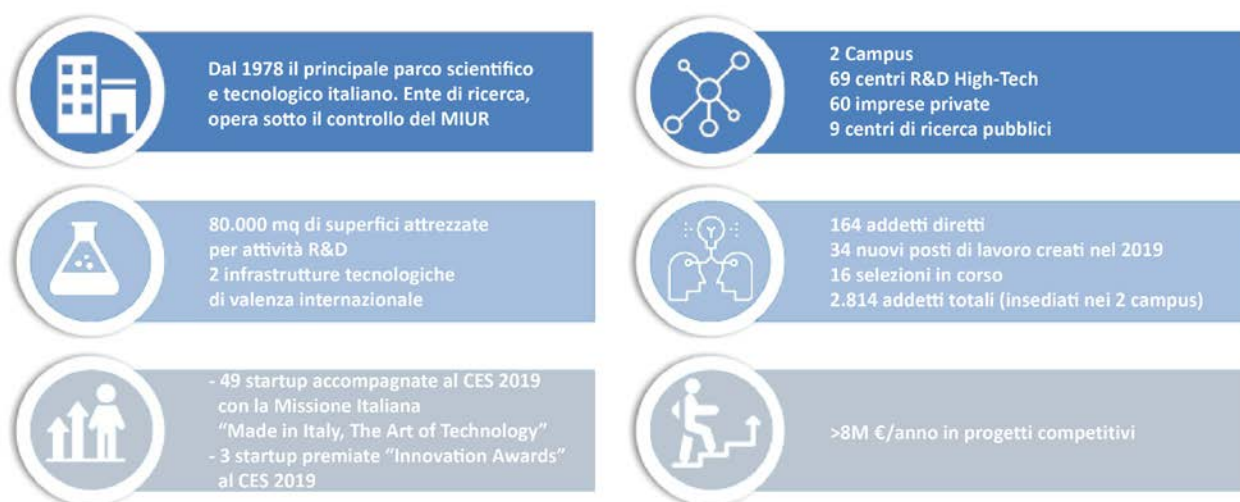 Dal 1978 il principale parco scientifico
e tecnologico italiano. Ente di ricerca,
opera sotto il controllo del MIUR
2 Campus
69 centri R&D High-Tech
60 imprese private
9 centri di ricerca pubblici
80.000 mq di superfici attrezzate
per attività R&D
2 infrastrutture tecnologiche
di valenza internazionale
164 addetti diretti
34 nuovi posti di lavoro creati nel 2019
16 selezioni in corso
2.814 addetti totali (insediati nei 2 campus)
- 49 startup accompagnate al CES 2019
con la Missione Italiana
“Made in Italy, The Art of Technology”
- 3 startup premiate “Innovation Awards”
al CES 2019
>8M €/anno in progetti competitivi